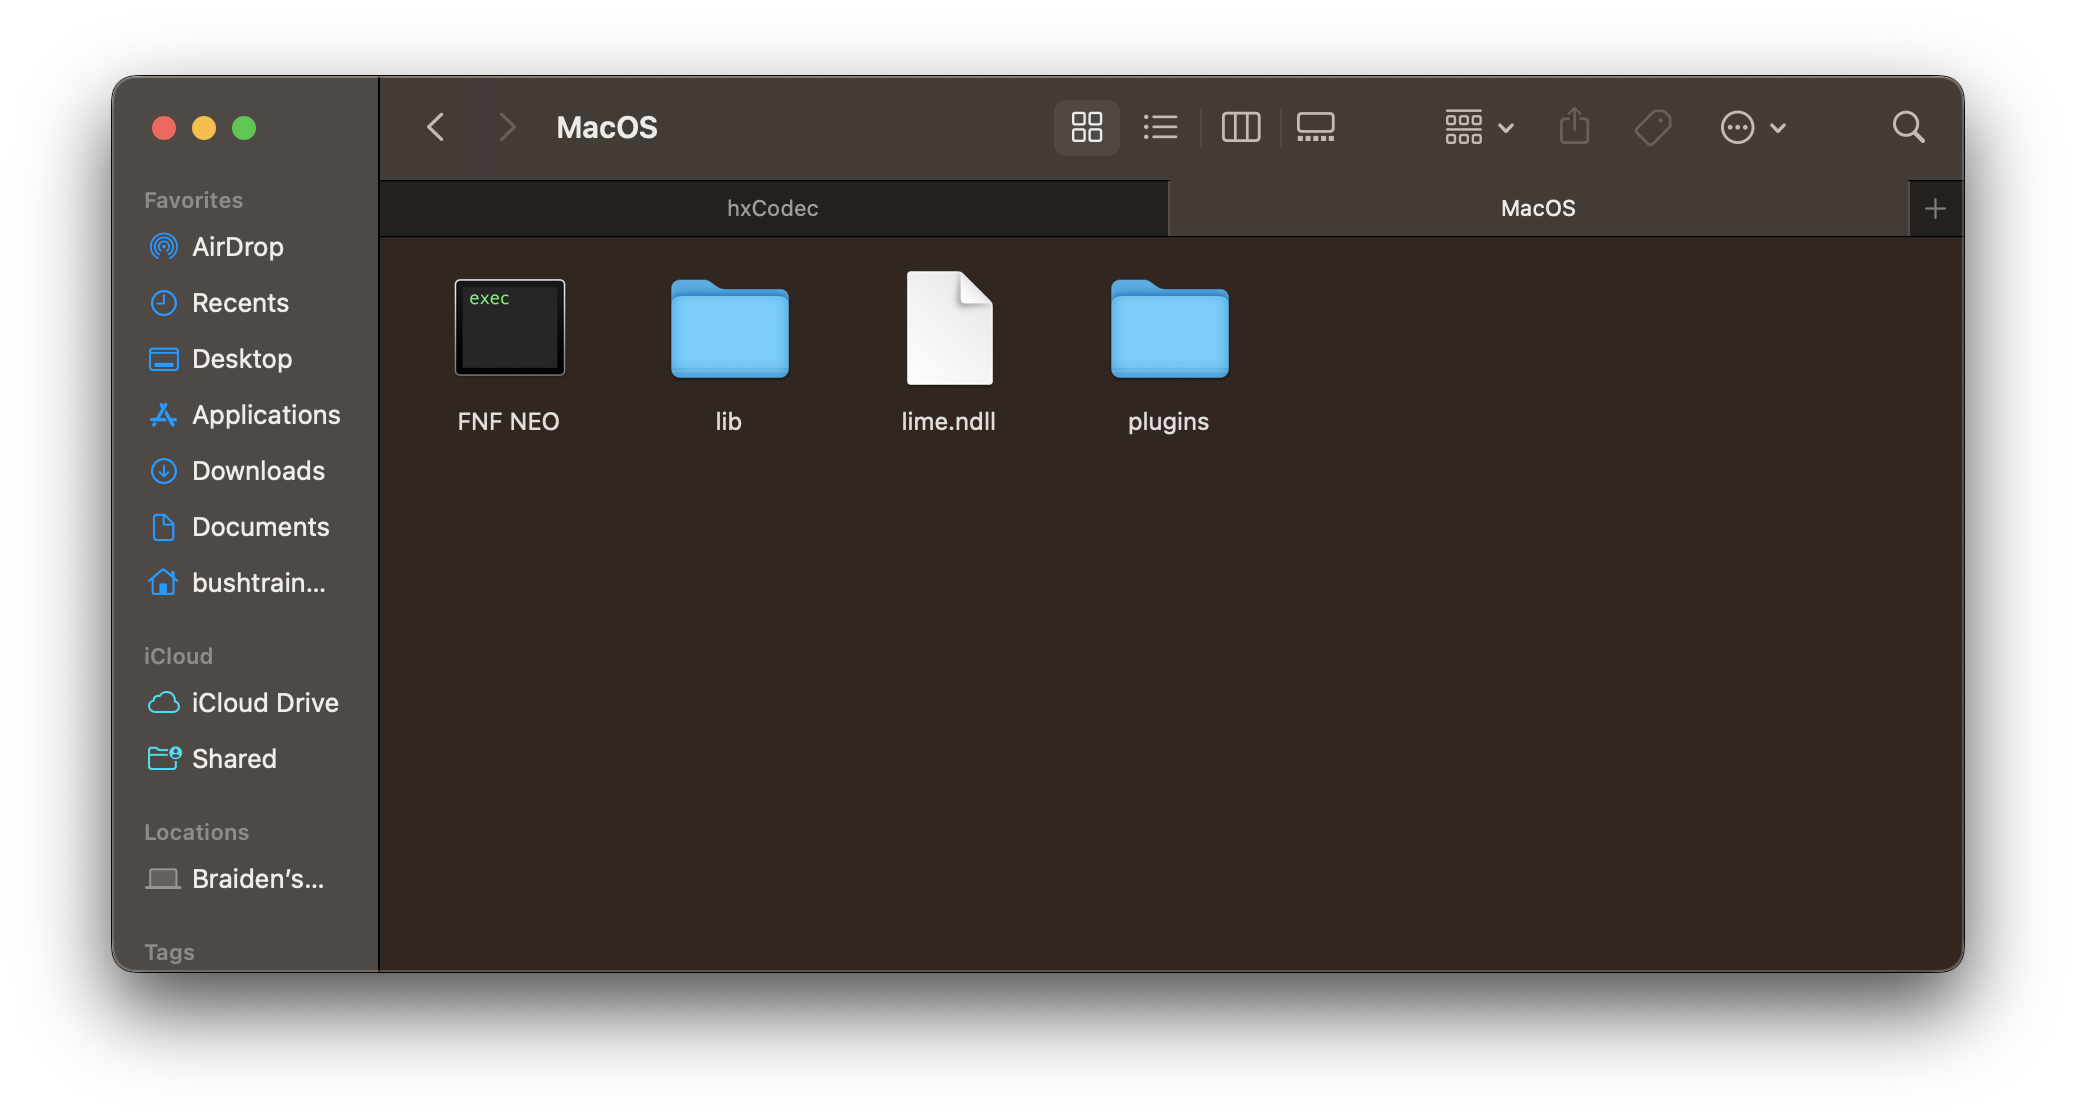 MacOS
hxCodec
MacOS
Favorites
AirDrop
Recents
Desktop
Applications
Downloads
Documents
bushtrain...
iCloud
iCloud Drive
Shared
Locations
Braiden’s...
Tags
exec
FNF NEO
lib
lime.ndll
plugins